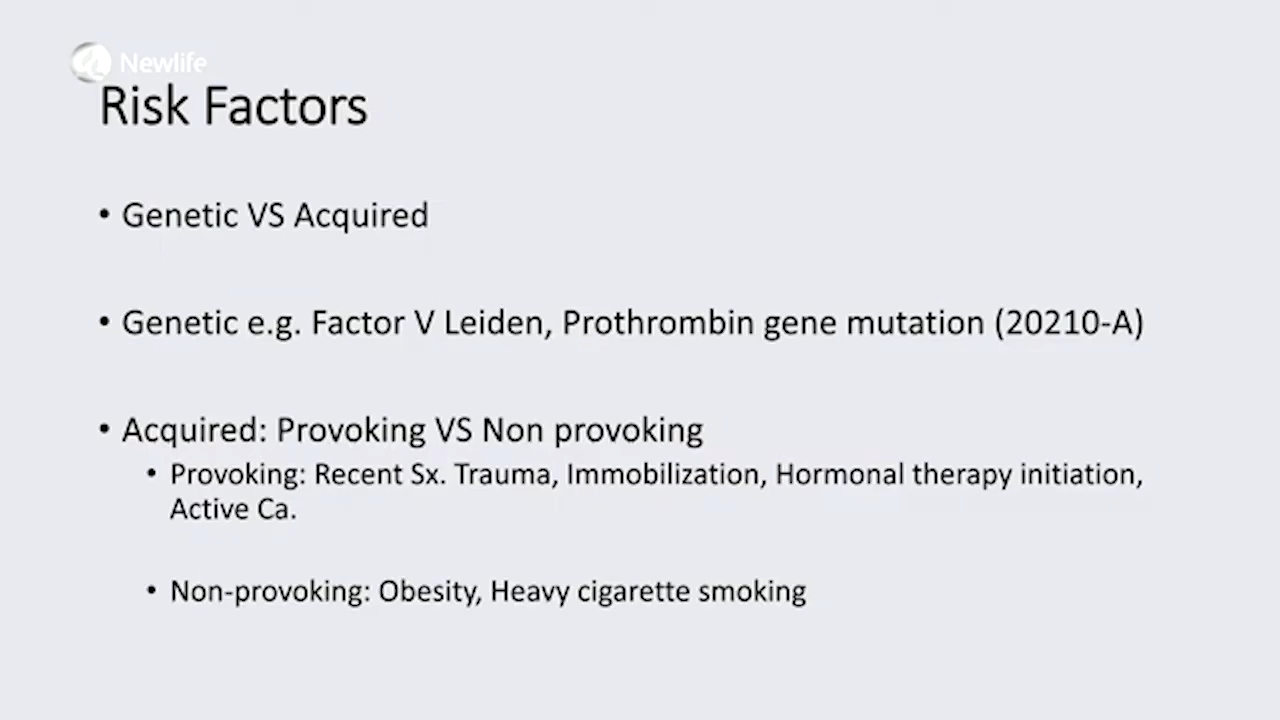 Newlife
Risk Factors
• Genetic VS Acquired
• Genetic e.g. Factor V Leiden, Prothrombin gene mutation (20210-A)
• Acquired: Provoking VS Non provoking
• Provoking: Recent Sx. Trauma, Immobilization, Hormonal therapy initiation,
Active Ca.
• Non-provoking: Obesity, Heavy cigarette smoking